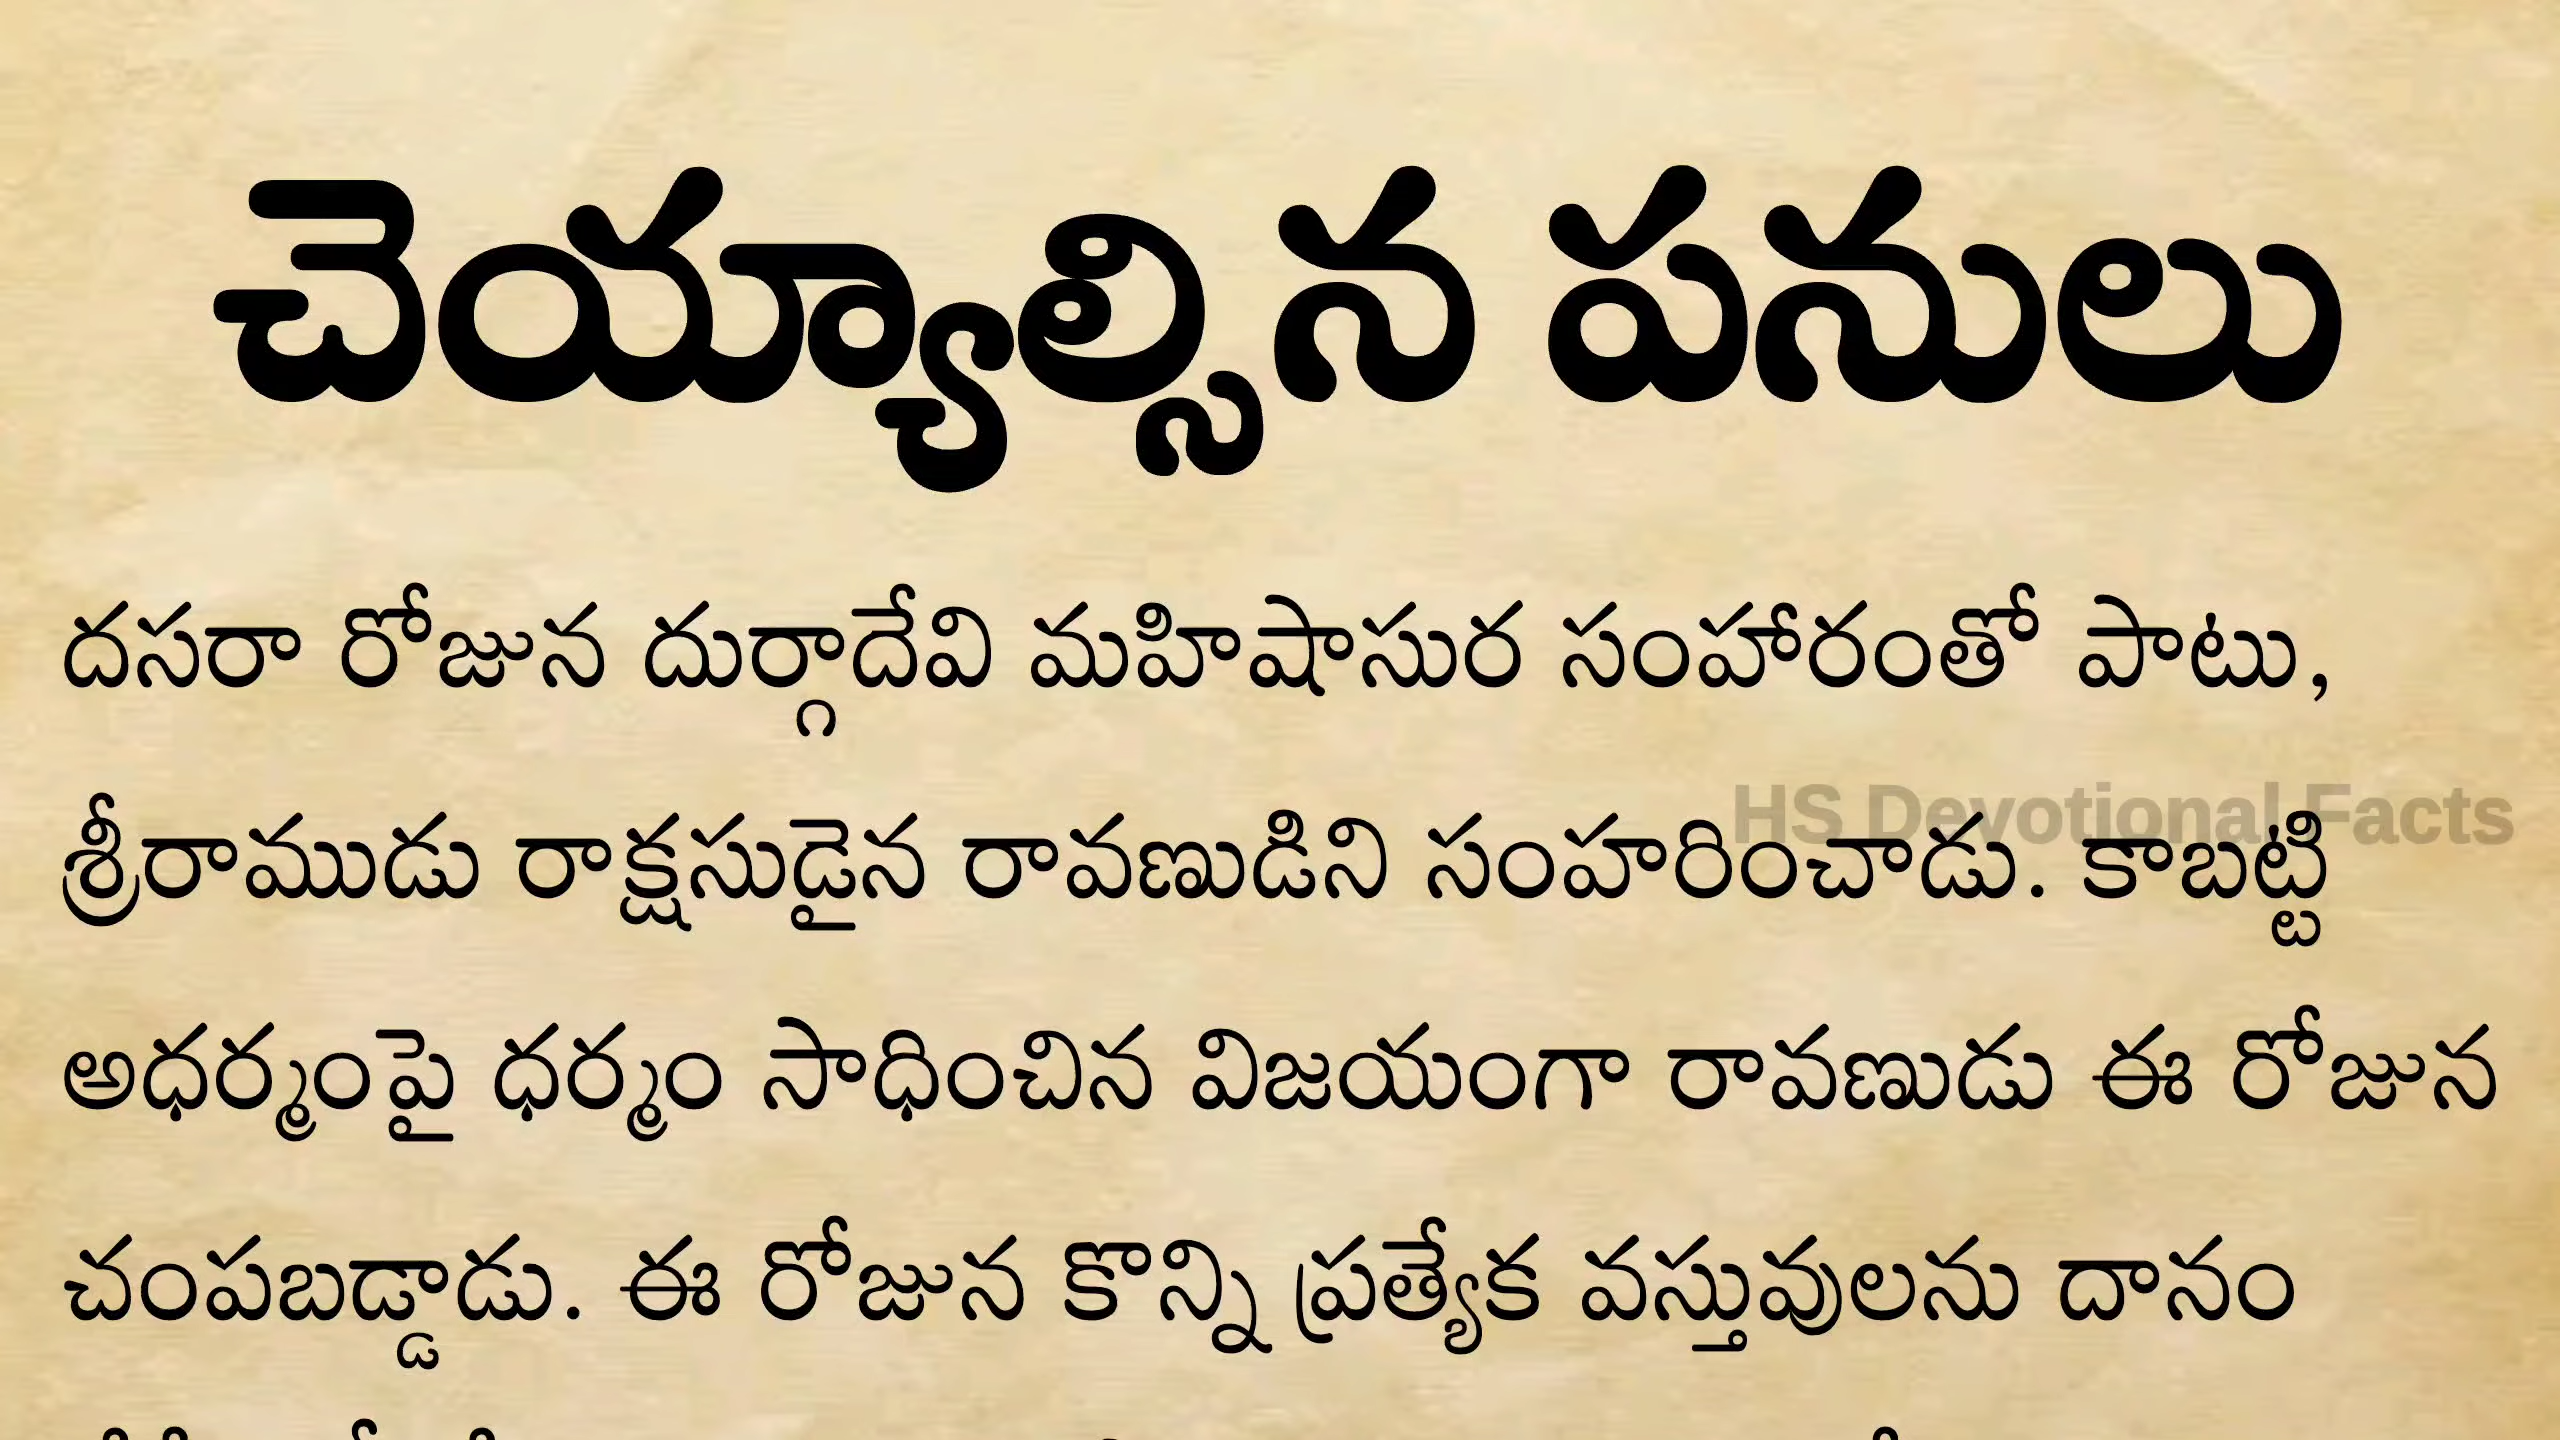 చెయ్యాల్సిన పనులు
దసరా రోజున దుర్గాదేవి మహిషాసుర సంహారంతో పాటు,
HS Devotional Facts
శ్రీరాముడు రాక్షసుడైన రావణుడిని సంహరించాడు. కాబట్టి
అధర్మంపై ధర్మం సాధించిన విజయంగా రావణుడు ఈ రోజున
చంపబడ్డాడు. ఈ రోజున కొన్ని ప్రత్యేక వస్తువులను దానం